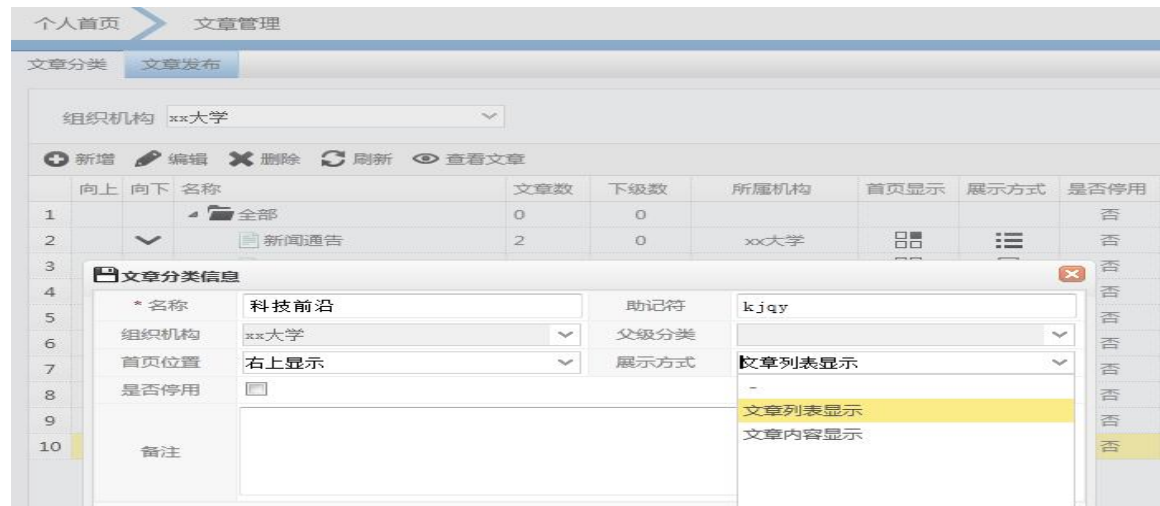 个人首页 文章管理
文章分类 文章发布
组织机构 xx大学
新增 编辑 删除 刷新 查看文章
向上 向下 名称 文章数 下级数 所属机构 首页显示 展示方式 是否停用
1 全部 0 0 否
2 新闻通告 2 0 xx大学 否
3 文章分类信息 否
4 * 名称 科技前沿 助记符 kjqy 否
5 组织机构 xx大学 父级分类 否
6 首页位置 右上显示 展示方式 文章列表显示 否
7 否
8 是否停用 - 否
9 文章列表显示 否
10 备注 文章内容显示 否